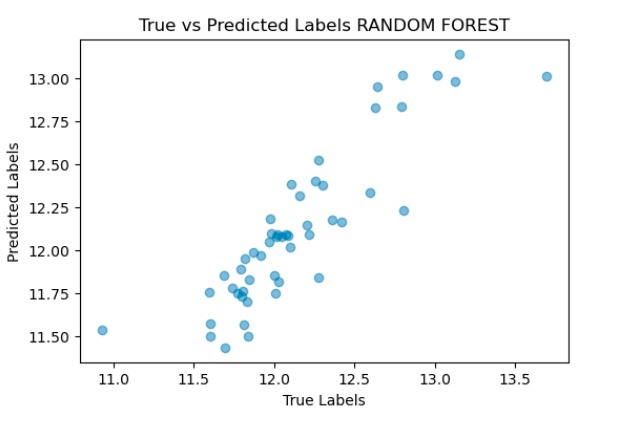 True vs Predicted Labels RANDOM FOREST
Predicted Labels
13.00
12.75
12.50
12.25
12.00
11.75
11.50
11.0 11.5 12.0 12.5 13.0 13.5
True Labels